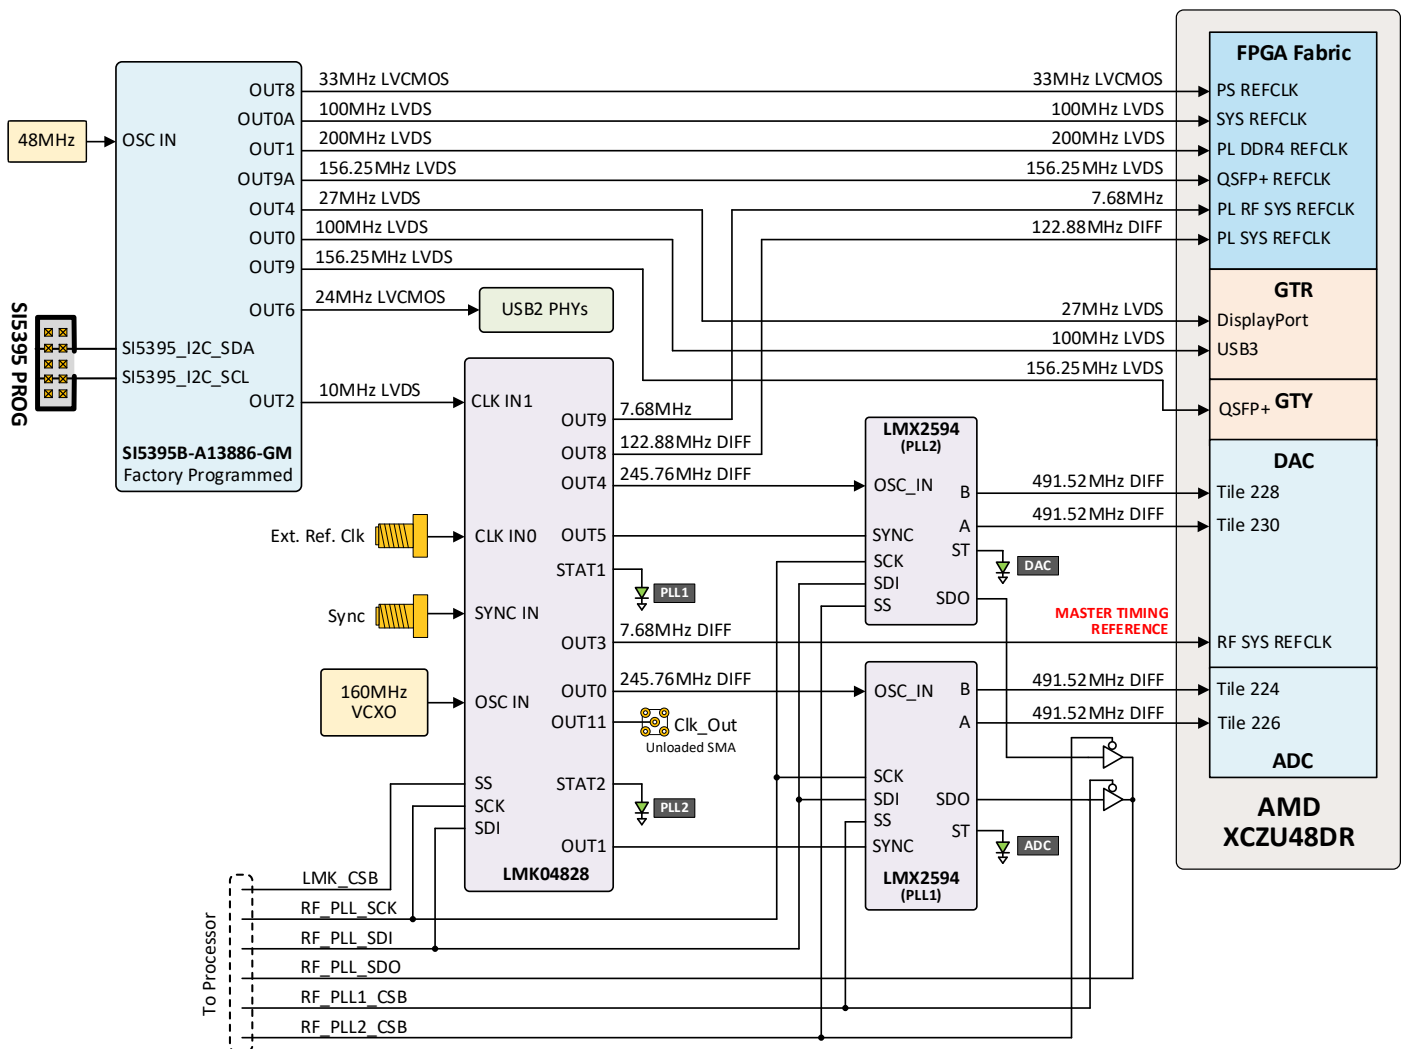 FPGA Fabric
33MHz LVCMOS
33MHz LVCMOS
OUT8
PS REFCLK
100MHz LVDS
100MHz LVDS
OUT0A
SYS REFCLK
48MHz
OSC IN
200MHz LVDS
200MHz LVDS
OUT1
PL DDR4 REFCLK
156.25MHz LVDS
156.25MHz LVDS
OUT9A
QSFP+ REFCLK
27MHz LVDS
7.68MHz
OUT4
PL RF SYS REFCLK
100MHz LVDS
122.88MHz DIFF
OUT0
PL SYS REFCLK
156.25MHz LVDS
OUT9
GTR
24MHz LVCMOS
OUT6
USB2 PHYs
27MHz LVDS
DisplayPort
100MHz LVDS
USB3
SI5395 PROG
SI5395_I2C_SDA
SI5395_I2C_SCL
156.25MHz LVDS
10MHz LVDS
OUT2
CLK IN1
QSFP+
GTY
SI5395B-A13886-GM
Factory Programmed
OUT9
7.68MHz
OUT8
122.88MHz DIFF
OUT4
245.76MHz DIFF
LMX2594
(PLL2)
DAC
OSC_IN
B
491.52MHz DIFF
Tile 228
A
491.52MHz DIFF
Tile 230
Ext. Ref. Clk
CLK IN0
OUT5
SYNC
ST
DAC
SCK
STAT1
PLL1
SDI
SS
SDO
Sync
SYNC IN
MASTER TIMING
REFERENCE
OUT3
7.68MHz DIFF
RF SYS REFCLK
160MHz
VCXO
OSC IN
OUT0
245.76MHz DIFF
OSC_IN
B
491.52MHz DIFF
Tile 224
OUT11
Clk_Out
Unloaded SMA
A
491.52MHz DIFF
Tile 226
ADC
SS
STAT2
SCK
SCK
PLL2
SDI
SDO
SDI
SS
ST
ADC
OUT1
SYNC
AMD
XCZU48DR
LMK04828
LMX2594
(PLL1)
To Processor
LMK_CSB
RF_PLL_SCK
RF_PLL_SDI
RF_PLL_SDO
RF_PLL1_CSB
RF_PLL2_CSB